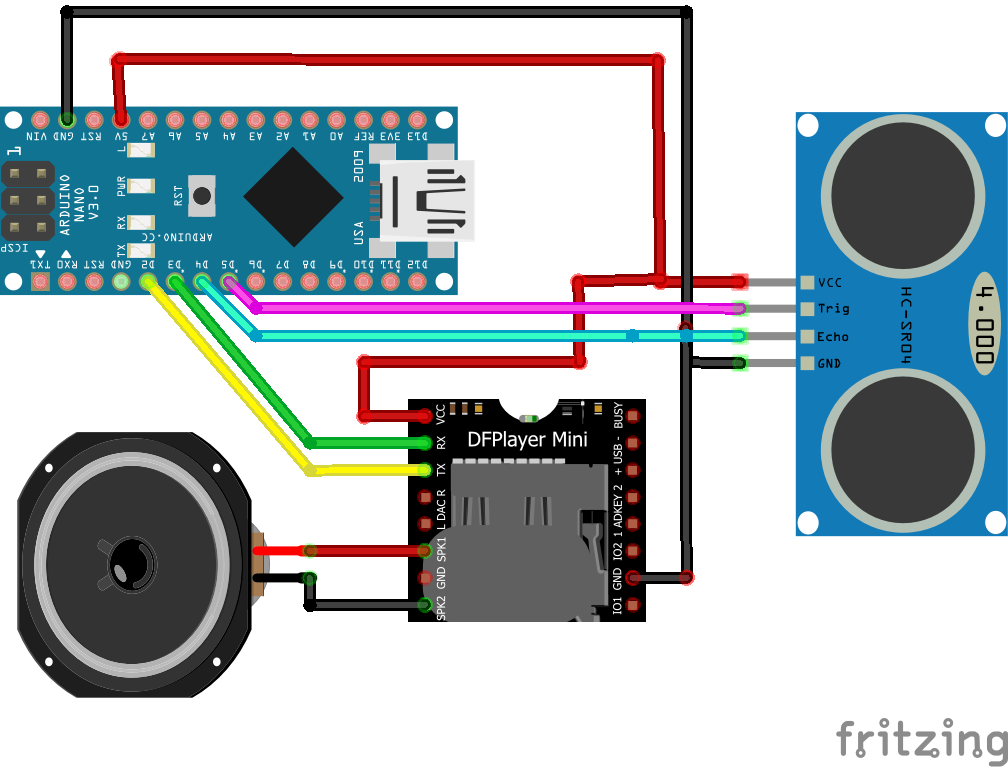 VIN GND RST 5V A7 A6 A5 A4 A3 A2 A1 A0 REF 3V3 D13
L
PWR
RX
TX
1
ICSP
ARDUINO
NANO
V3.0
RST
ARDUINO.CC
2009
USA
TX1 RX0 RST GND D2 D3 D4 D5 D6 D7 D8 D9 D10 D11 D12
VCC
Trig
Echo
GND
HC-SR04
4.000
DFPlayer Mini
VCC
RX
TX
DAC R
L
SPK1
GND
SPK2
BUSY
USB -
+
ADKEY 2
1
IO2
GND
IO1
fritzing